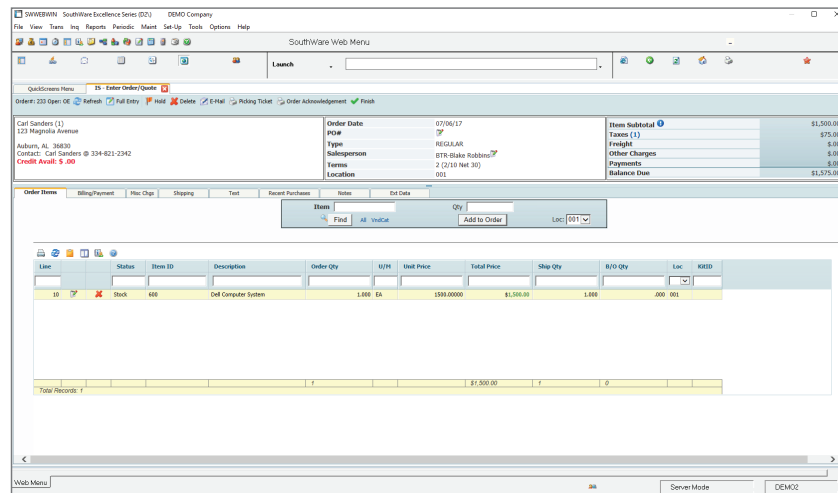 SWWEBWIN SouthWare Excellence Series (DZ\) DEMO Company
File View Trans Inq Reports Periodic Maint Set-Up Tools Options Help
SouthWare Web Menu
Launch
QuickScreens Menu IS - Enter Order/Quote
Order#: 233 Oper: OE Refresh Full Entry Hold Delete E-Mail Picking Ticket Order Acknowledgement Finish
Carl Sanders (1)
123 Magnolia Avenue
Auburn, AL 36830
Contact: Carl Sanders @ 334-821-2342
Credit Avail: $ .00
Order Date 07/06/17
PO#
Type REGULAR
Salesperson BTR-Blake Robbins
Terms 2 (2/10 Net 30)
Location 001
Item Subtotal $1,500.00
Taxes (1) $75.00
Freight $.00
Other Charges $.00
Payments $.00
Balance Due $1,575.00
Order Items Billing/Payment Misc Chgs Shipping Text Recent Purchases Notes Ext Data
Item Qty
Find All VndCat Add to Order Loc: 001
Line Status Item ID Description Order Qty U/M Unit Price Total Price Ship Qty B/O Qty Loc KitID
10 Stock 600 Dell Computer System 1.000 EA 1500.00000 $1,500.00 1.000 .000 001
1 $1,500.00 1 0
Total Records: 1
Web Menu
Server Mode DEMO2